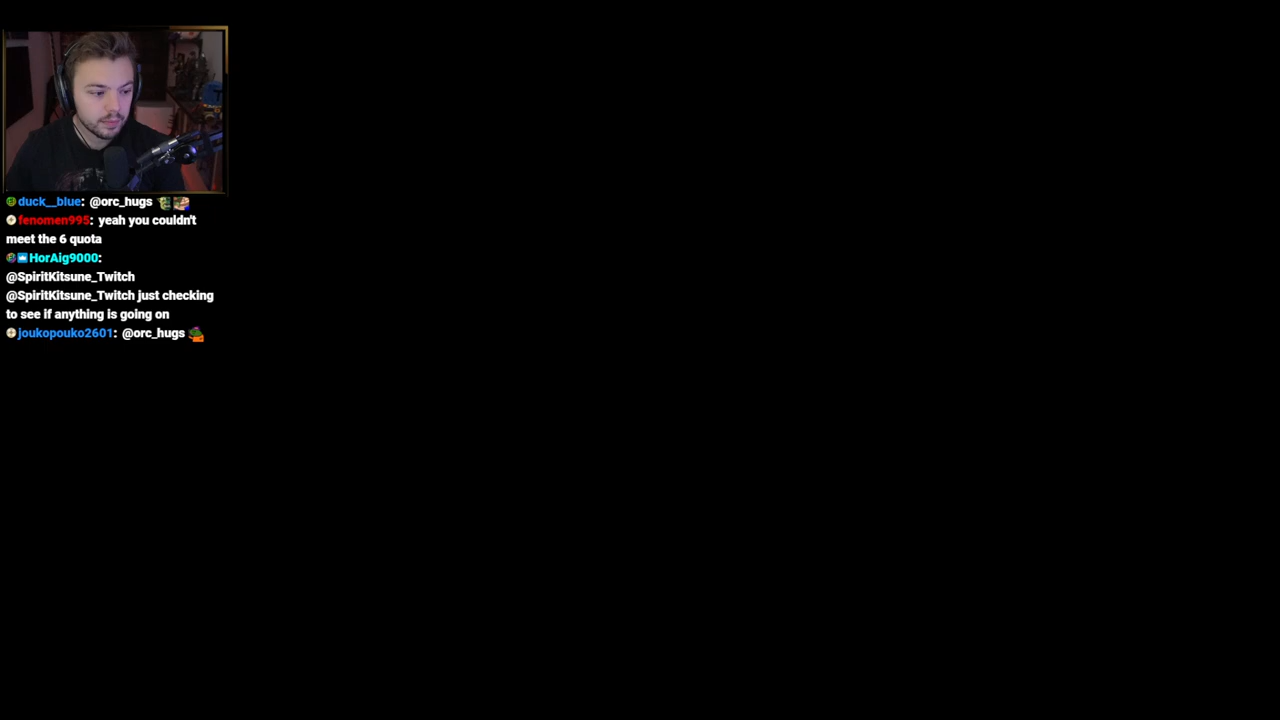 duck__blue: @orc_hugs
fenomen995: yeah you couldn't
meet the 6 quota
HorAig9000:
@SpiritKitsune_Twitch
@SpiritKitsune_Twitch just checking
to see if anything is going on
joukopouko2601: @orc_hugs